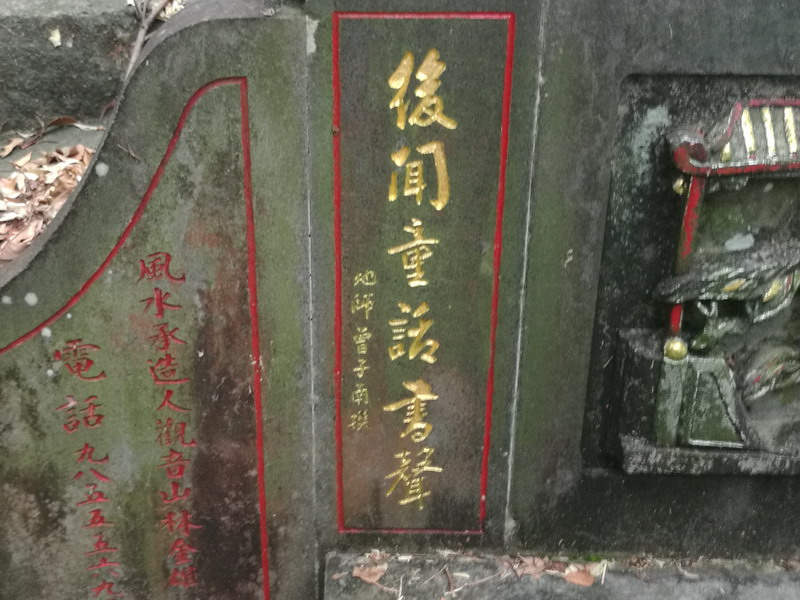 後聞童話書聲
地師曾子南撰
風水承造人觀音山林金雄
電話九八五五五六九